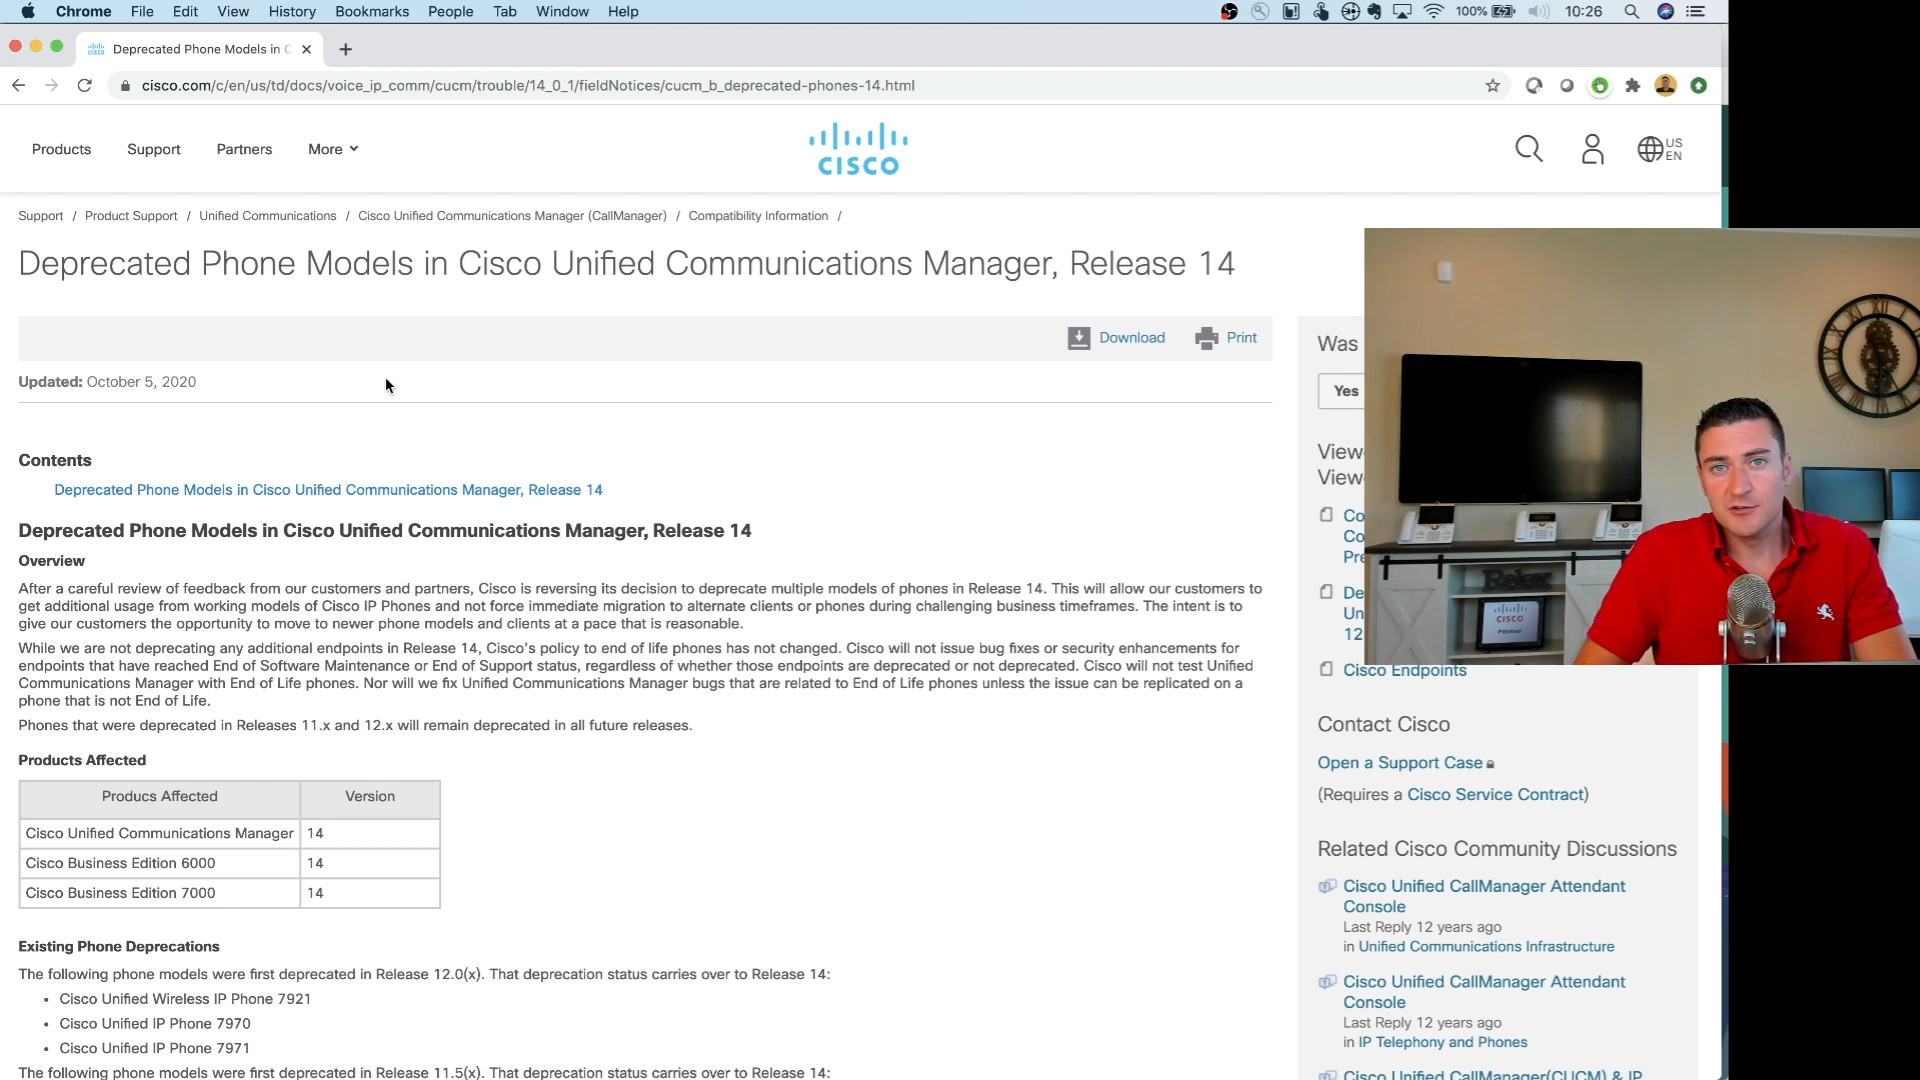 Chrome File Edit View History Bookmarks People Tab Window Help 100% 10:26
Deprecated Phone Models in C
cisco.com/c/en/us/td/docs/voice_ip_comm/cucm/trouble/14_0_1/fieldNotices/cucm_b_deprecated-phones-14.html
Products Support Partners More
CISCO
US
EN
Support / Product Support / Unified Communications / Cisco Unified Communications Manager (CallManager) / Compatibility Information /
Deprecated Phone Models in Cisco Unified Communications Manager, Release 14
Download Print
Updated: October 5, 2020
Contents
Deprecated Phone Models in Cisco Unified Communications Manager, Release 14
Deprecated Phone Models in Cisco Unified Communications Manager, Release 14
Overview
After a careful review of feedback from our customers and partners, Cisco is reversing its decision to deprecate multiple models of phones in Release 14. This will allow our customers to
get additional usage from working models of Cisco IP Phones and not force immediate migration to alternate clients or phones during challenging business timeframes. The intent is to
give our customers the opportunity to move to newer phone models and clients at a pace that is reasonable.
While we are not deprecating any additional endpoints in Release 14, Cisco's policy to end of life phones has not changed. Cisco will not issue bug fixes or security enhancements for
endpoints that have reached End of Software Maintenance or End of Support status, regardless of whether those endpoints are deprecated or not deprecated. Cisco will not test Unified
Communications Manager with End of Life phones. Nor will we fix Unified Communications Manager bugs that are related to End of Life phones unless the issue can be replicated on a
phone that is not End of Life.
Phones that were deprecated in Releases 11.x and 12.x will remain deprecated in all future releases.
Products Affected
Producs Affected Version
Cisco Unified Communications Manager 14
Cisco Business Edition 6000 14
Cisco Business Edition 7000 14
Existing Phone Deprecations
The following phone models were first deprecated in Release 12.0(x). That deprecation status carries over to Release 14:
• Cisco Unified Wireless IP Phone 7921
• Cisco Unified IP Phone 7970
• Cisco Unified IP Phone 7971
The following phone models were first deprecated in Release 11.5(x). That deprecation status carries over to Release 14:
Was
Yes
View
View
Co
Co
Pre
De
Un
12
Cisco Endpoints
Relax
CISCO
Contact Cisco
Open a Support Case
(Requires a Cisco Service Contract)
Related Cisco Community Discussions
Cisco Unified CallManager Attendant
Console
Last Reply 12 years ago
in Unified Communications Infrastructure
Cisco Unified CallManager Attendant
Console
Last Reply 12 years ago
in IP Telephony and Phones
Cisco Unified CallManager(CUCM) & IP